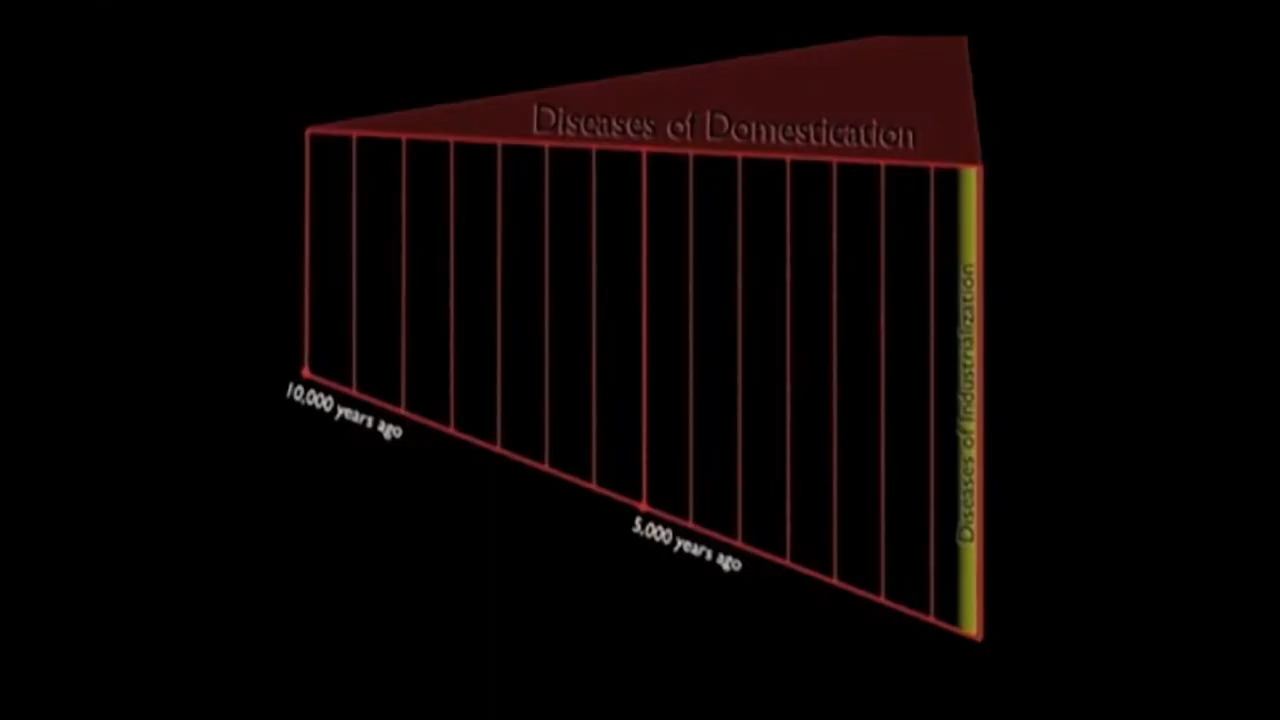 Diseases of Domestication
Diseases of Industrialization
10,000 years ago
5,000 years ago